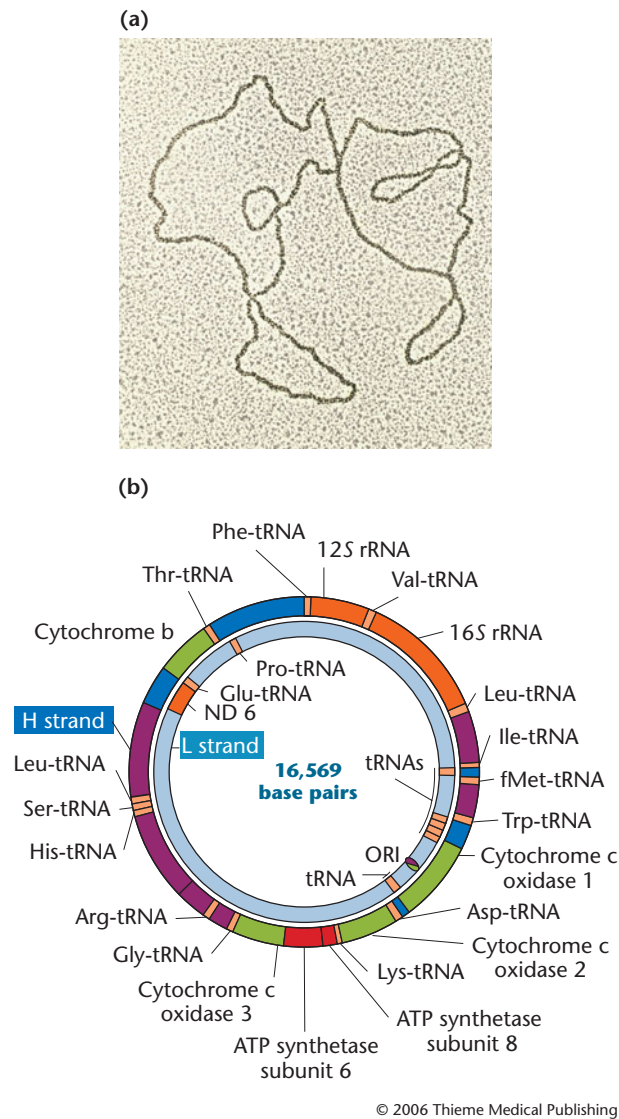 (a)
(b)
Phe-tRNA
12S rRNA
Thr-tRNA
Val-tRNA
Cytochrome b
16S rRNA
Pro-tRNA
Glu-tRNA
ND 6
Leu-tRNA
H strand
L strand
Ile-tRNA
Leu-tRNA
16,569
base pairs
tRNAs
fMet-tRNA
Ser-tRNA
Trp-tRNA
His-tRNA
ORI
Cytochrome c
oxidase 1
tRNA
Arg-tRNA
Asp-tRNA
Gly-tRNA
Cytochrome c
oxidase 2
Lys-tRNA
Cytochrome c
oxidase 3
ATP synthetase
subunit 8
ATP synthetase
subunit 6
© 2006 Thieme Medical Publishing